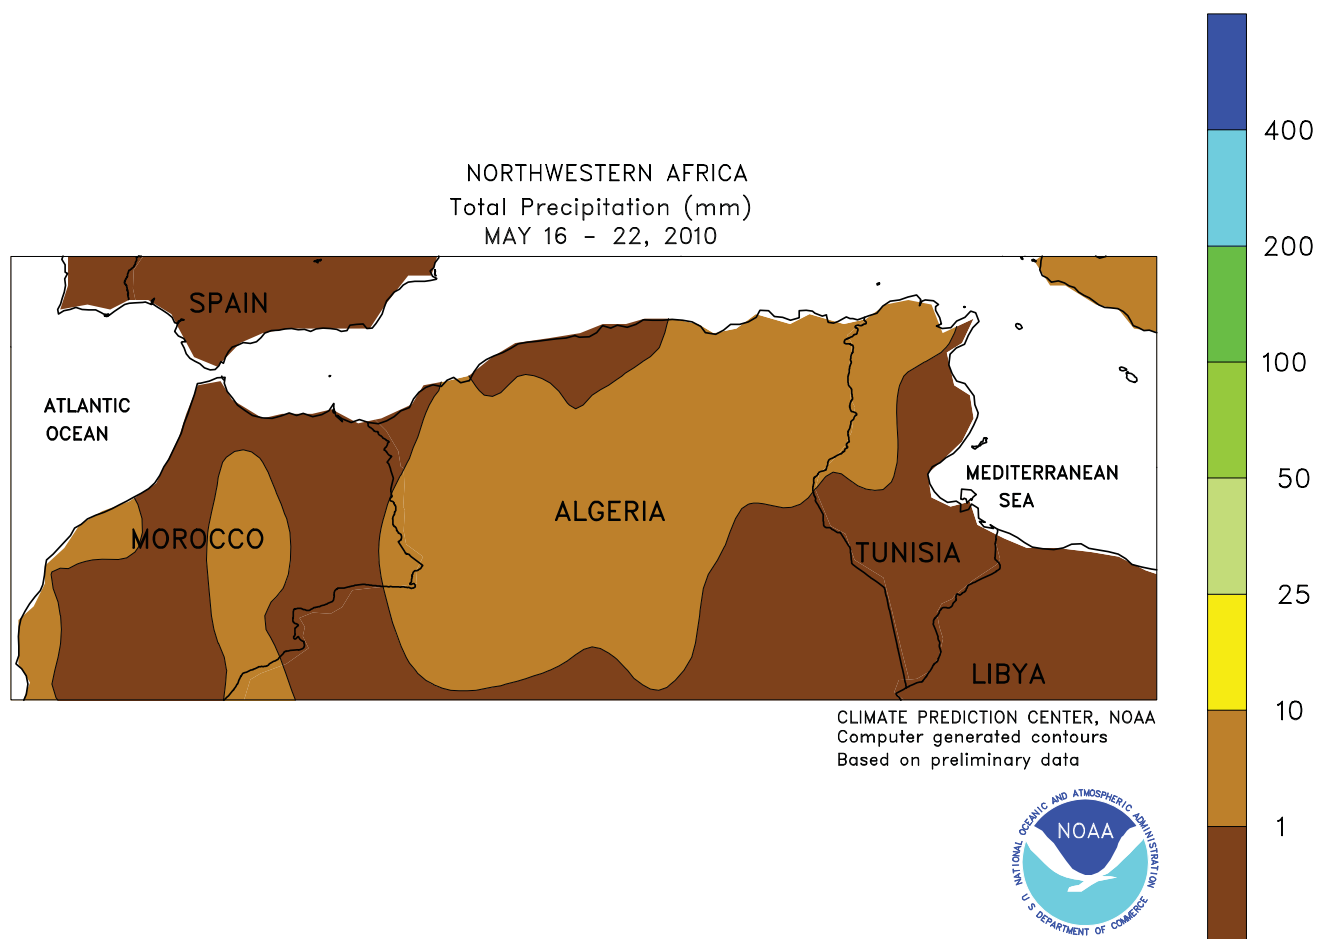 NORTHWESTERN AFRICA
Total Precipitation (mm)
MAY 16 - 22, 2010
SPAIN
ATLANTIC
OCEAN
MOROCCO
ALGERIA
TUNISIA
LIBYA
MEDITERRANEAN
SEA
400
200
100
50
25
10
1
CLIMATE PREDICTION CENTER, NOAA
Computer generated contours
Based on preliminary data
NATIONAL OCEANIC AND ATMOSPHERIC ADMINISTRATION
NOAA
U S DEPARTMENT OF COMMERCE